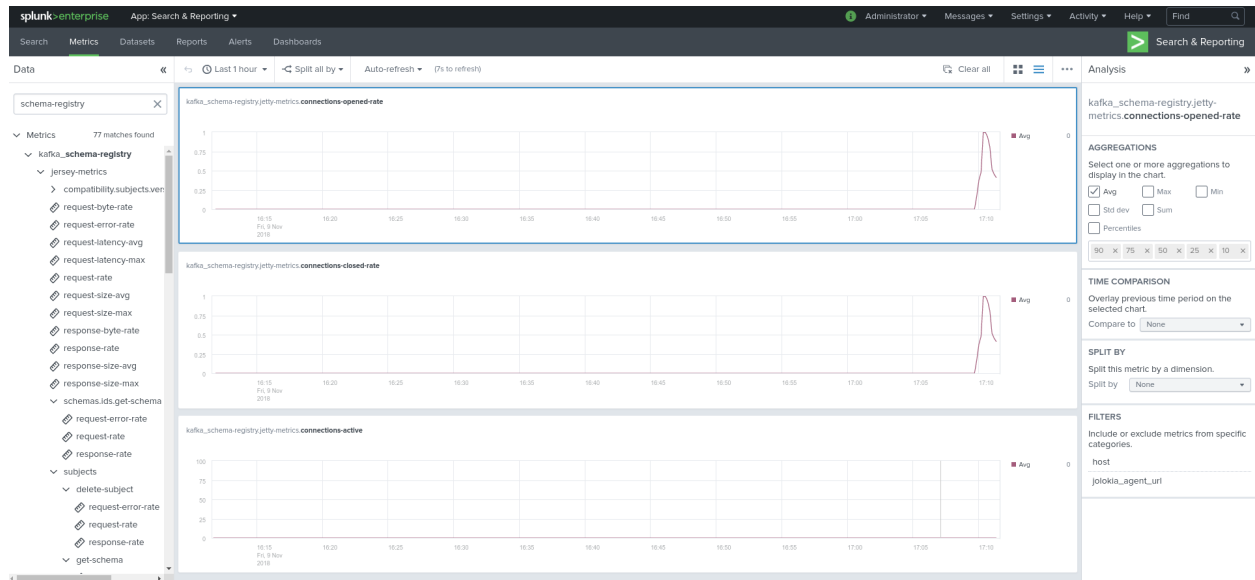 splunk>enterprise App: Search & Reporting
Administrator Messages Settings Activity Help Find
Search Metrics Datasets Reports Alerts Dashboards Search & Reporting
Data
Last 1 hour Split all by Auto-refresh (7s to refresh) Clear all
schema-registry
Metrics 77 matches found
kafka_schema-registry
jersey-metrics
compatibility.subjects.vers
request-byte-rate
request-error-rate
request-latency-avg
request-latency-max
request-rate
request-size-avg
request-size-max
response-byte-rate
response-rate
response-size-avg
response-size-max
schemas.ids.get-schema
request-error-rate
request-rate
response-rate
subjects
delete-subject
request-error-rate
request-rate
response-rate
get-schema
kafka_schema-registry.jetty-metrics.connections-opened-rate
1
0.75
0.5
0.25
0
16:15 16:20 16:25 16:30 16:35 16:40 16:45 16:50 16:55 17:00 17:05 17:10
Fri, 9 Nov
2018
Avg 0
kafka_schema-registry.jetty-metrics.connections-closed-rate
1
0.75
0.5
0.25
0
16:15 16:20 16:25 16:30 16:35 16:40 16:45 16:50 16:55 17:00 17:05 17:10
Fri, 9 Nov
2018
Avg 0
kafka_schema-registry.jetty-metrics.connections-active
100
75
50
25
0
16:15 16:20 16:25 16:30 16:35 16:40 16:45 16:50 16:55 17:00 17:05 17:10
Fri, 9 Nov
2018
Avg 0
Analysis
kafka_schema-registry.jetty-
metrics.connections-opened-rate
AGGREGATIONS
Select one or more aggregations to
display in the chart.
Avg Max Min
Std dev Sum
Percentiles
90 × 75 × 50 × 25 × 10 ×
TIME COMPARISON
Overlay previous time period on the
selected chart.
Compare to None
SPLIT BY
Split this metric by a dimension.
Split by None
FILTERS
Include or exclude metrics from specific
categories.
host
jolokia_agent_url